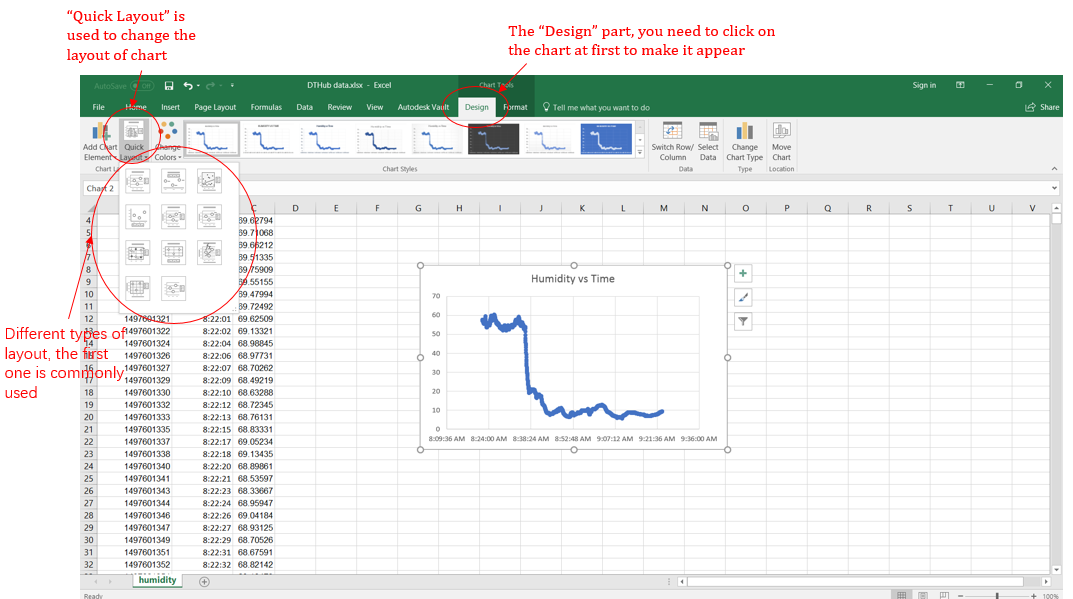 “Quick Layout” is
used to change the
layout of chart
The “Design” part, you need to click on
the chart at first to make it appear
AutoSave Off
DTHub data.xlsx - Excel
Chart Tools
Sign in
File Home Insert Page Layout Formulas Data Review View Autodesk Vault Design Format Tell me what you want to do
Share
Add Chart
Element
Quick
Layout
Change
Colors
Switch Row/
Column
Select
Data
Change
Chart Type
Move
Chart
Chart Styles
Data
Type
Location
Chart 2
C D E F G H I J K L M N O P Q R S T U V
4 69.62794
5 69.71068
6 69.66212
7 69.51335
8 69.75909
9 69.55155
10 69.47994
11 69.72492
12 1497601321 8:22:01 69.62509
13 1497601322 8:22:02 69.13321
14 1497601324 8:22:04 68.98845
15 1497601326 8:22:06 68.97731
16 1497601327 8:22:07 68.70262
17 1497601329 8:22:09 68.49219
18 1497601330 8:22:10 68.63288
19 1497601332 8:22:12 68.72345
20 1497601333 8:22:13 68.76131
21 1497601335 8:22:15 68.83331
22 1497601337 8:22:17 69.05234
23 1497601338 8:22:18 69.13435
24 1497601340 8:22:20 68.89861
25 1497601341 8:22:21 68.53597
26 1497601343 8:22:23 68.33667
27 1497601344 8:22:24 68.95947
28 1497601346 8:22:26 69.04184
29 1497601347 8:22:27 68.93125
30 1497601349 8:22:29 68.70526
31 1497601351 8:22:31 68.67591
32 1497601352 8:22:32 68.82142
Different types of
layout, the first
one is commonly
used
Humidity vs Time
70
60
50
40
30
20
10
0
8:09:36 AM 8:24:00 AM 8:38:24 AM 8:52:48 AM 9:07:12 AM 9:21:36 AM 9:36:00 AM
humidity
Ready
100%